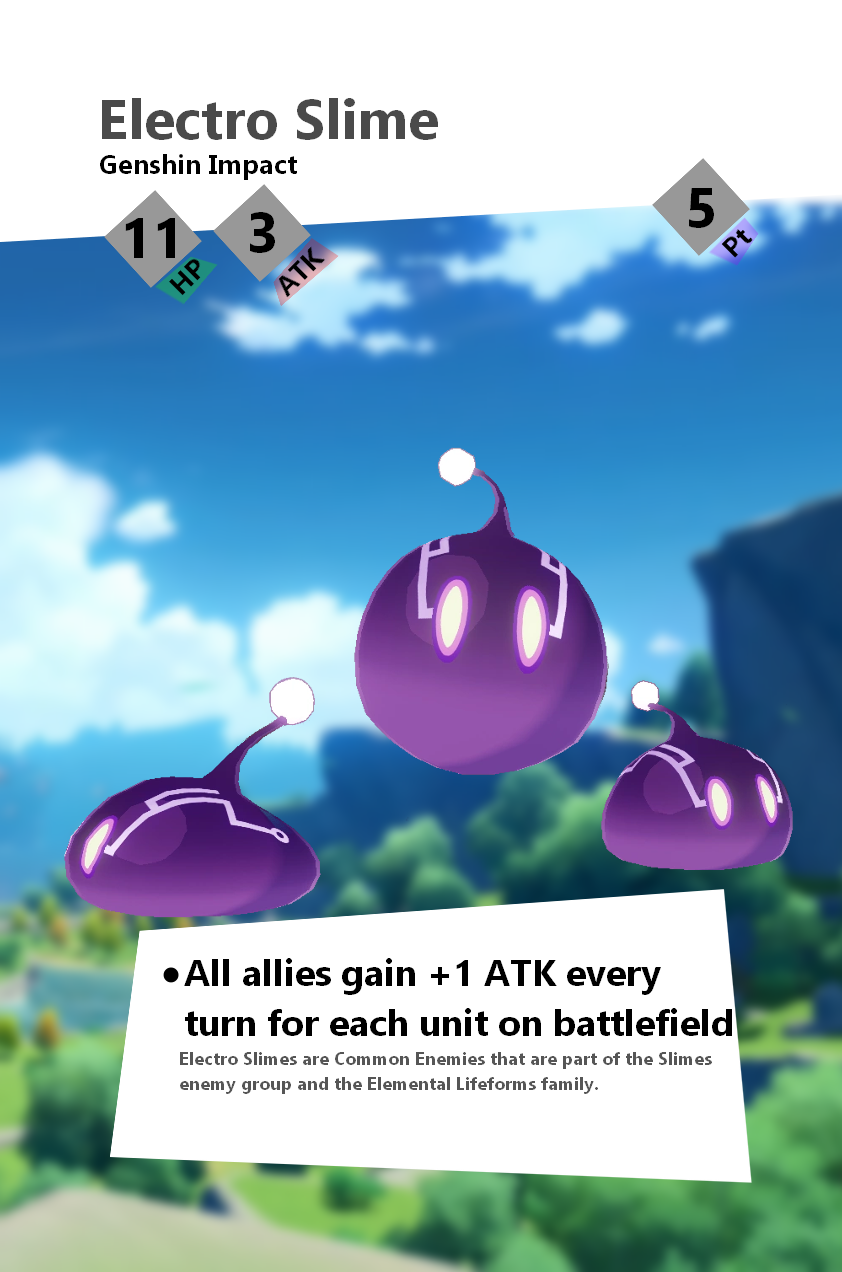 Electro Slime
Genshin Impact
11 HP 3 ATK 5 Pt
●All allies gain +1 ATK every
turn for each unit on battlefield
Electro Slimes are Common Enemies that are part of the Slimes
enemy group and the Elemental Lifeforms family.